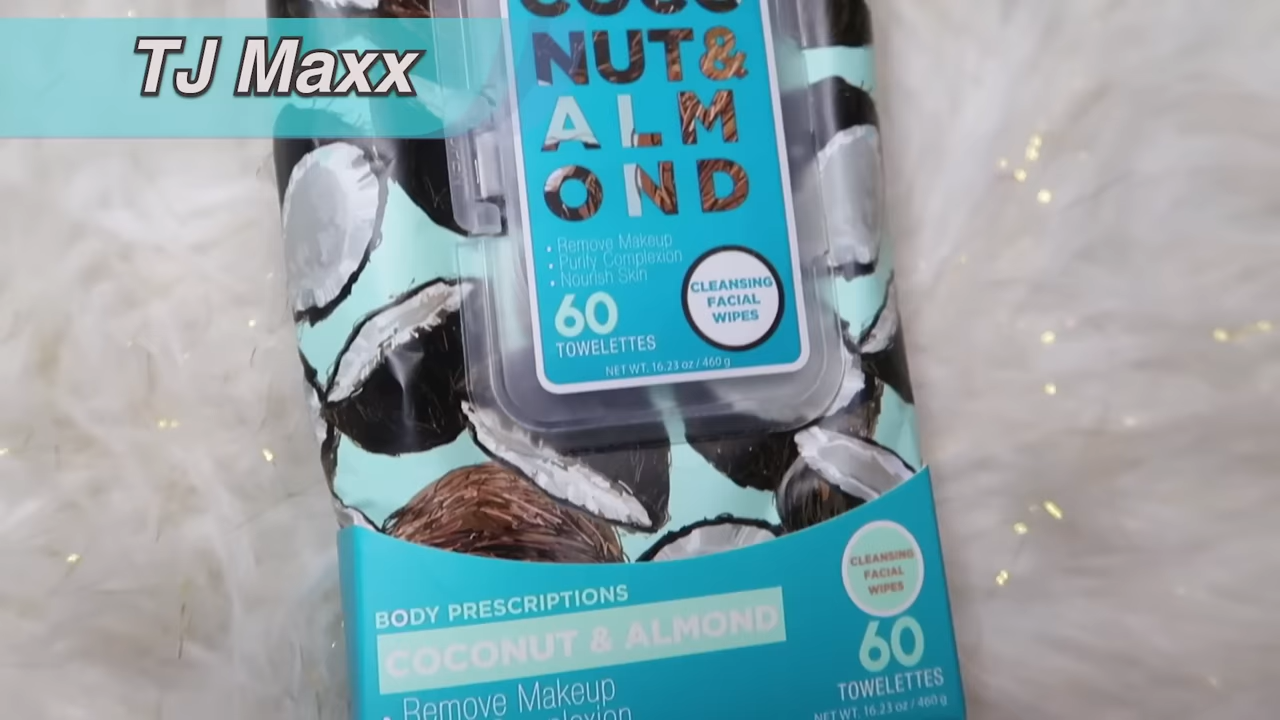 TJ Maxx
COCO
NUT&
ALM
OND
• Remove Makeup
• Purify Complexion
• Nourish Skin
60
TOWELETTES
CLEANSING
FACIAL
WIPES
NET WT. 16.23 oz / 460 g
BODY PRESCRIPTIONS
COCONUT & ALMOND
• Remove Makeup
Complexion
CLEANSING
FACIAL
WIPES
60
TOWELETTES
NET WT. 16.23 oz / 460 g